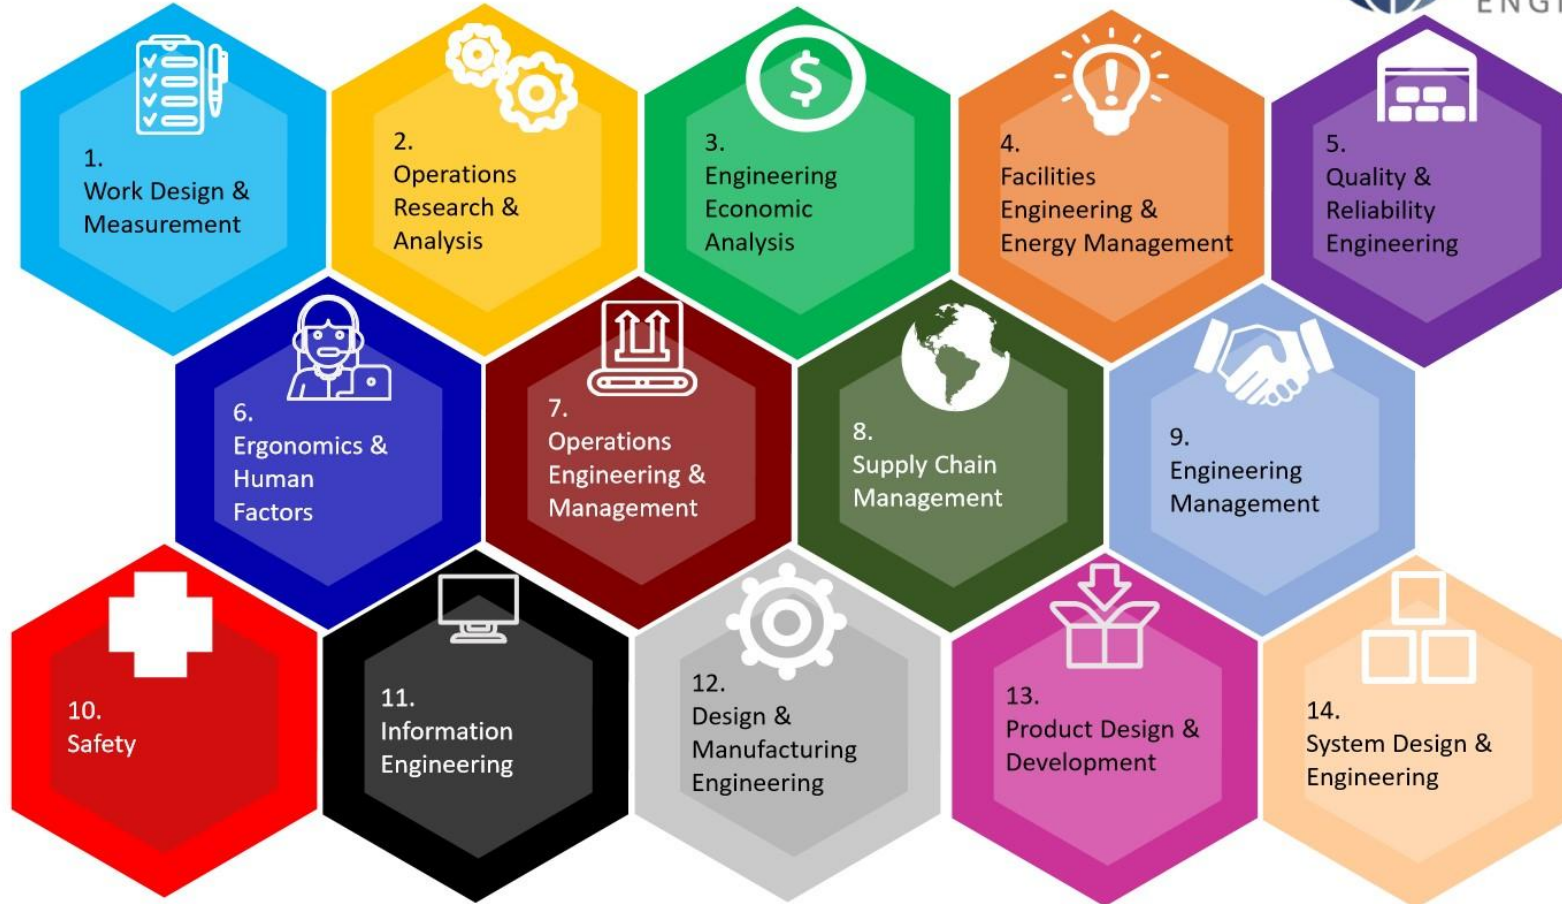 ENGI
1.
Work Design &
Measurement
2.
Operations
Research &
Analysis
$
3.
Engineering
Economic
Analysis
4.
Facilities
Engineering &
Energy Management
5.
Quality &
Reliability
Engineering
6.
Ergonomics &
Human
Factors
7.
Operations
Engineering &
Management
8.
Supply Chain
Management
9.
Engineering
Management
10.
Safety
11.
Information
Engineering
12.
Design &
Manufacturing
Engineering
13.
Product Design &
Development
14.
System Design &
Engineering